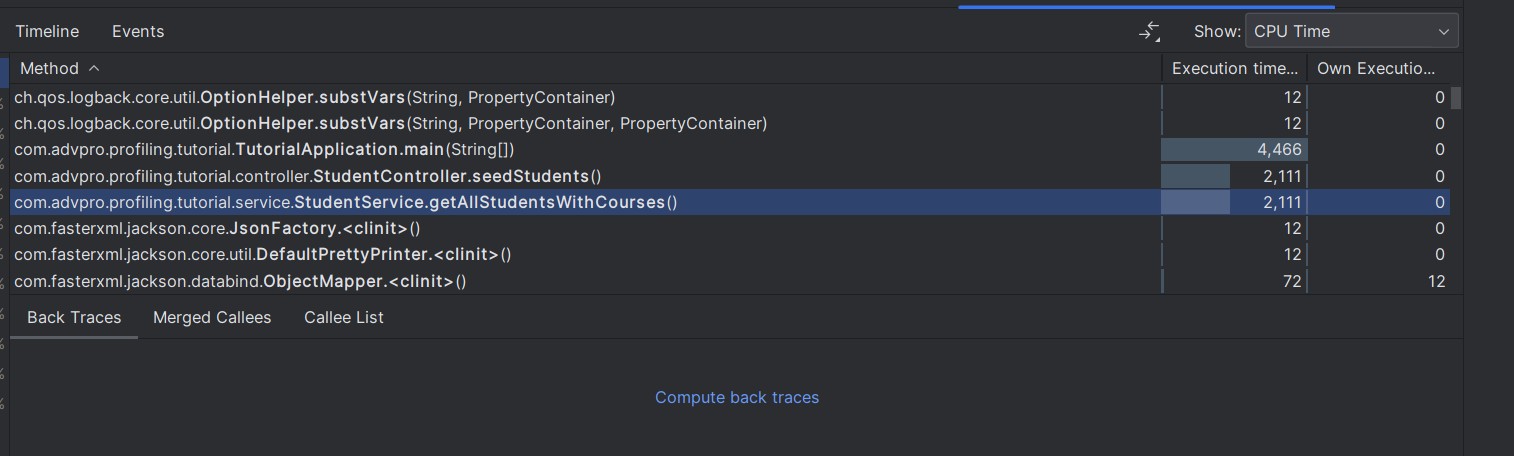 Timeline Events Show: CPU Time
Method Execution time... Own Executio...
ch.qos.logback.core.util.OptionHelper.substVars(String, PropertyContainer) 12 0
ch.qos.logback.core.util.OptionHelper.substVars(String, PropertyContainer, PropertyContainer) 12 0
com.advpro.profiling.tutorial.TutorialApplication.main(String[]) 4,466 0
com.advpro.profiling.tutorial.controller.StudentController.seedStudents() 2,111 0
com.advpro.profiling.tutorial.service.StudentService.getAllStudentsWithCourses() 2,111 0
com.fasterxml.jackson.core.JsonFactory.<clinit>() 12 0
com.fasterxml.jackson.core.util.DefaultPrettyPrinter.<clinit>() 12 0
com.fasterxml.jackson.databind.ObjectMapper.<clinit>() 72 12
Back Traces Merged Callees Callee List
Compute back traces